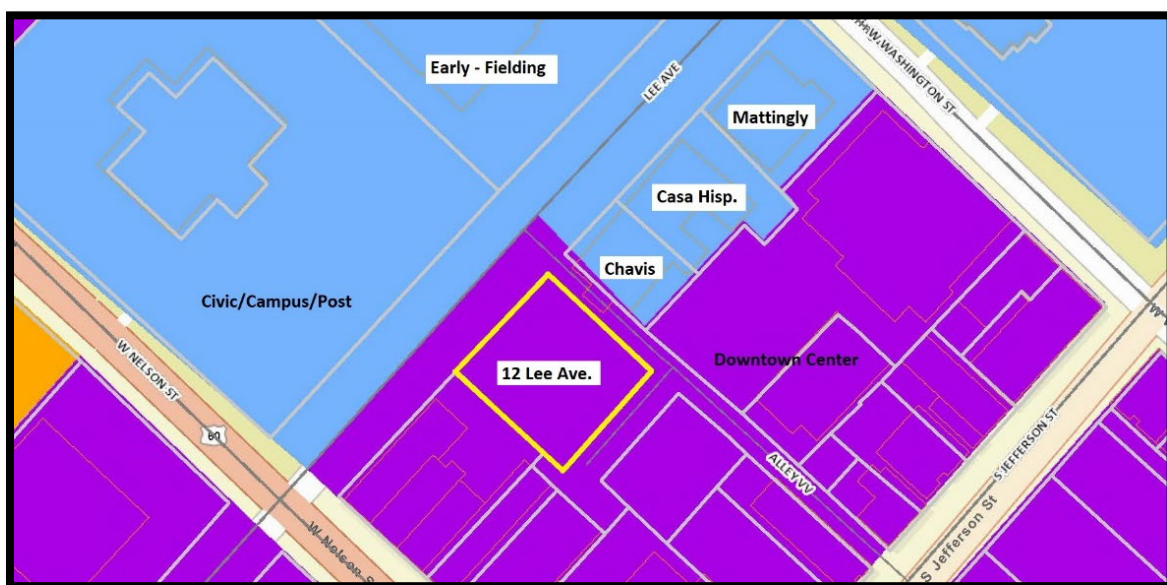 Early - Fielding
LEE AVE
W WASHINGTON ST
Mattingly
Casa Hisp.
Chavis
Civic/Campus/Post
12 Lee Ave.
Downtown Center
W NELSON ST
60
ALLEY VV
S JEFFERSON ST
S Jefferson St
W Nelson S